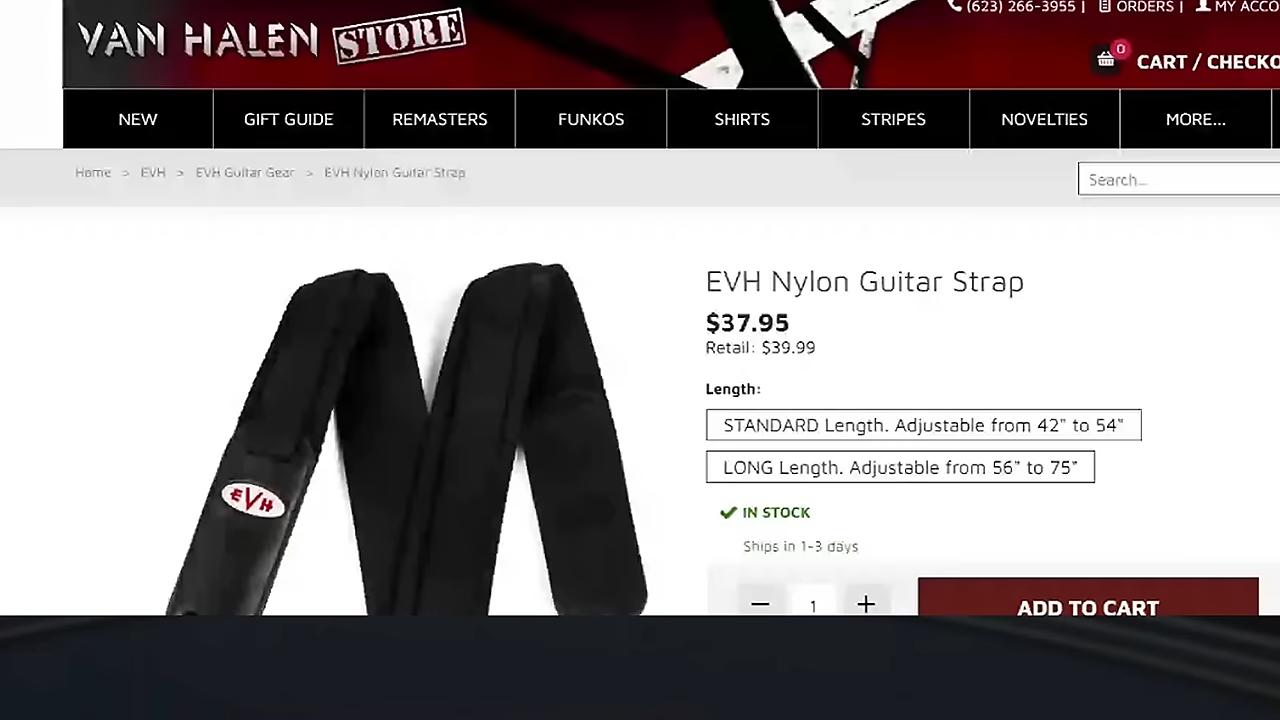 (623) 266-3955 | ORDERS | MY ACCO
VAN HALEN STORE
0
CART / CHECKO
NEW GIFT GUIDE REMASTERS FUNKOS SHIRTS STRIPES NOVELTIES MORE...
Home > EVH > EVH Guitar Gear > EVH Nylon Guitar Strap
Search...
EVH Nylon Guitar Strap
$37.95
Retail: $39.99
Length:
STANDARD Length. Adjustable from 42" to 54"
LONG Length. Adjustable from 56" to 75"
EVH
IN STOCK
Ships in 1-3 days
1
ADD TO CART